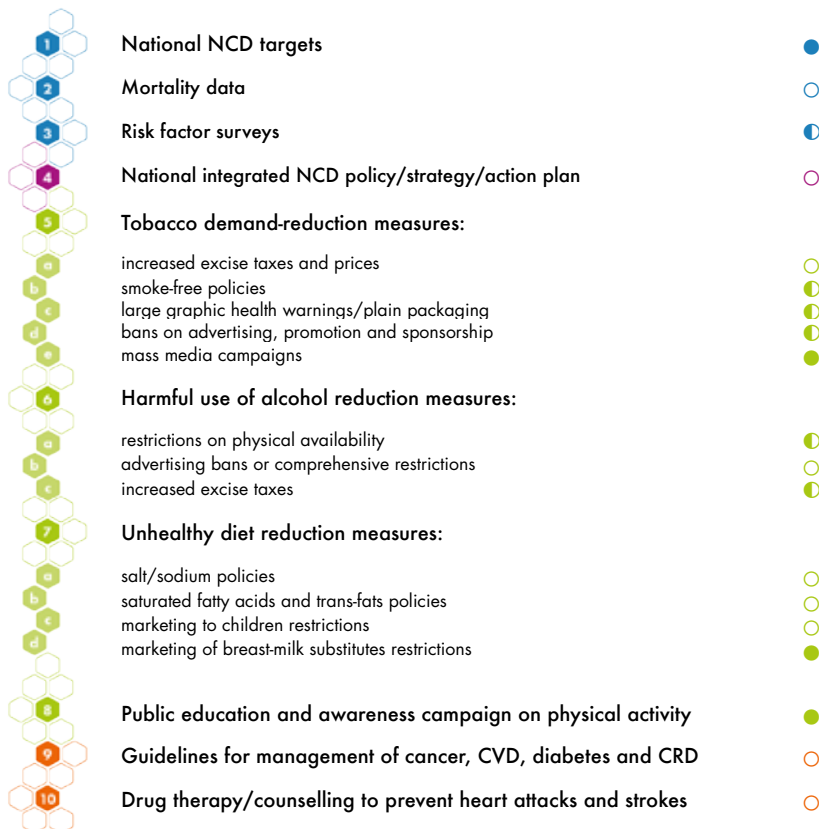 1 National NCD targets
2 Mortality data
3 Risk factor surveys
4 National integrated NCD policy/strategy/action plan
5 Tobacco demand-reduction measures:
a increased excise taxes and prices
b smoke-free policies
c large graphic health warnings/plain packaging
d bans on advertising, promotion and sponsorship
e mass media campaigns
6 Harmful use of alcohol reduction measures:
a restrictions on physical availability
b advertising bans or comprehensive restrictions
c increased excise taxes
7 Unhealthy diet reduction measures:
a salt/sodium policies
b saturated fatty acids and trans-fats policies
c marketing to children restrictions
d marketing of breast-milk substitutes restrictions
8 Public education and awareness campaign on physical activity
9 Guidelines for management of cancer, CVD, diabetes and CRD
10 Drug therapy/counselling to prevent heart attacks and strokes